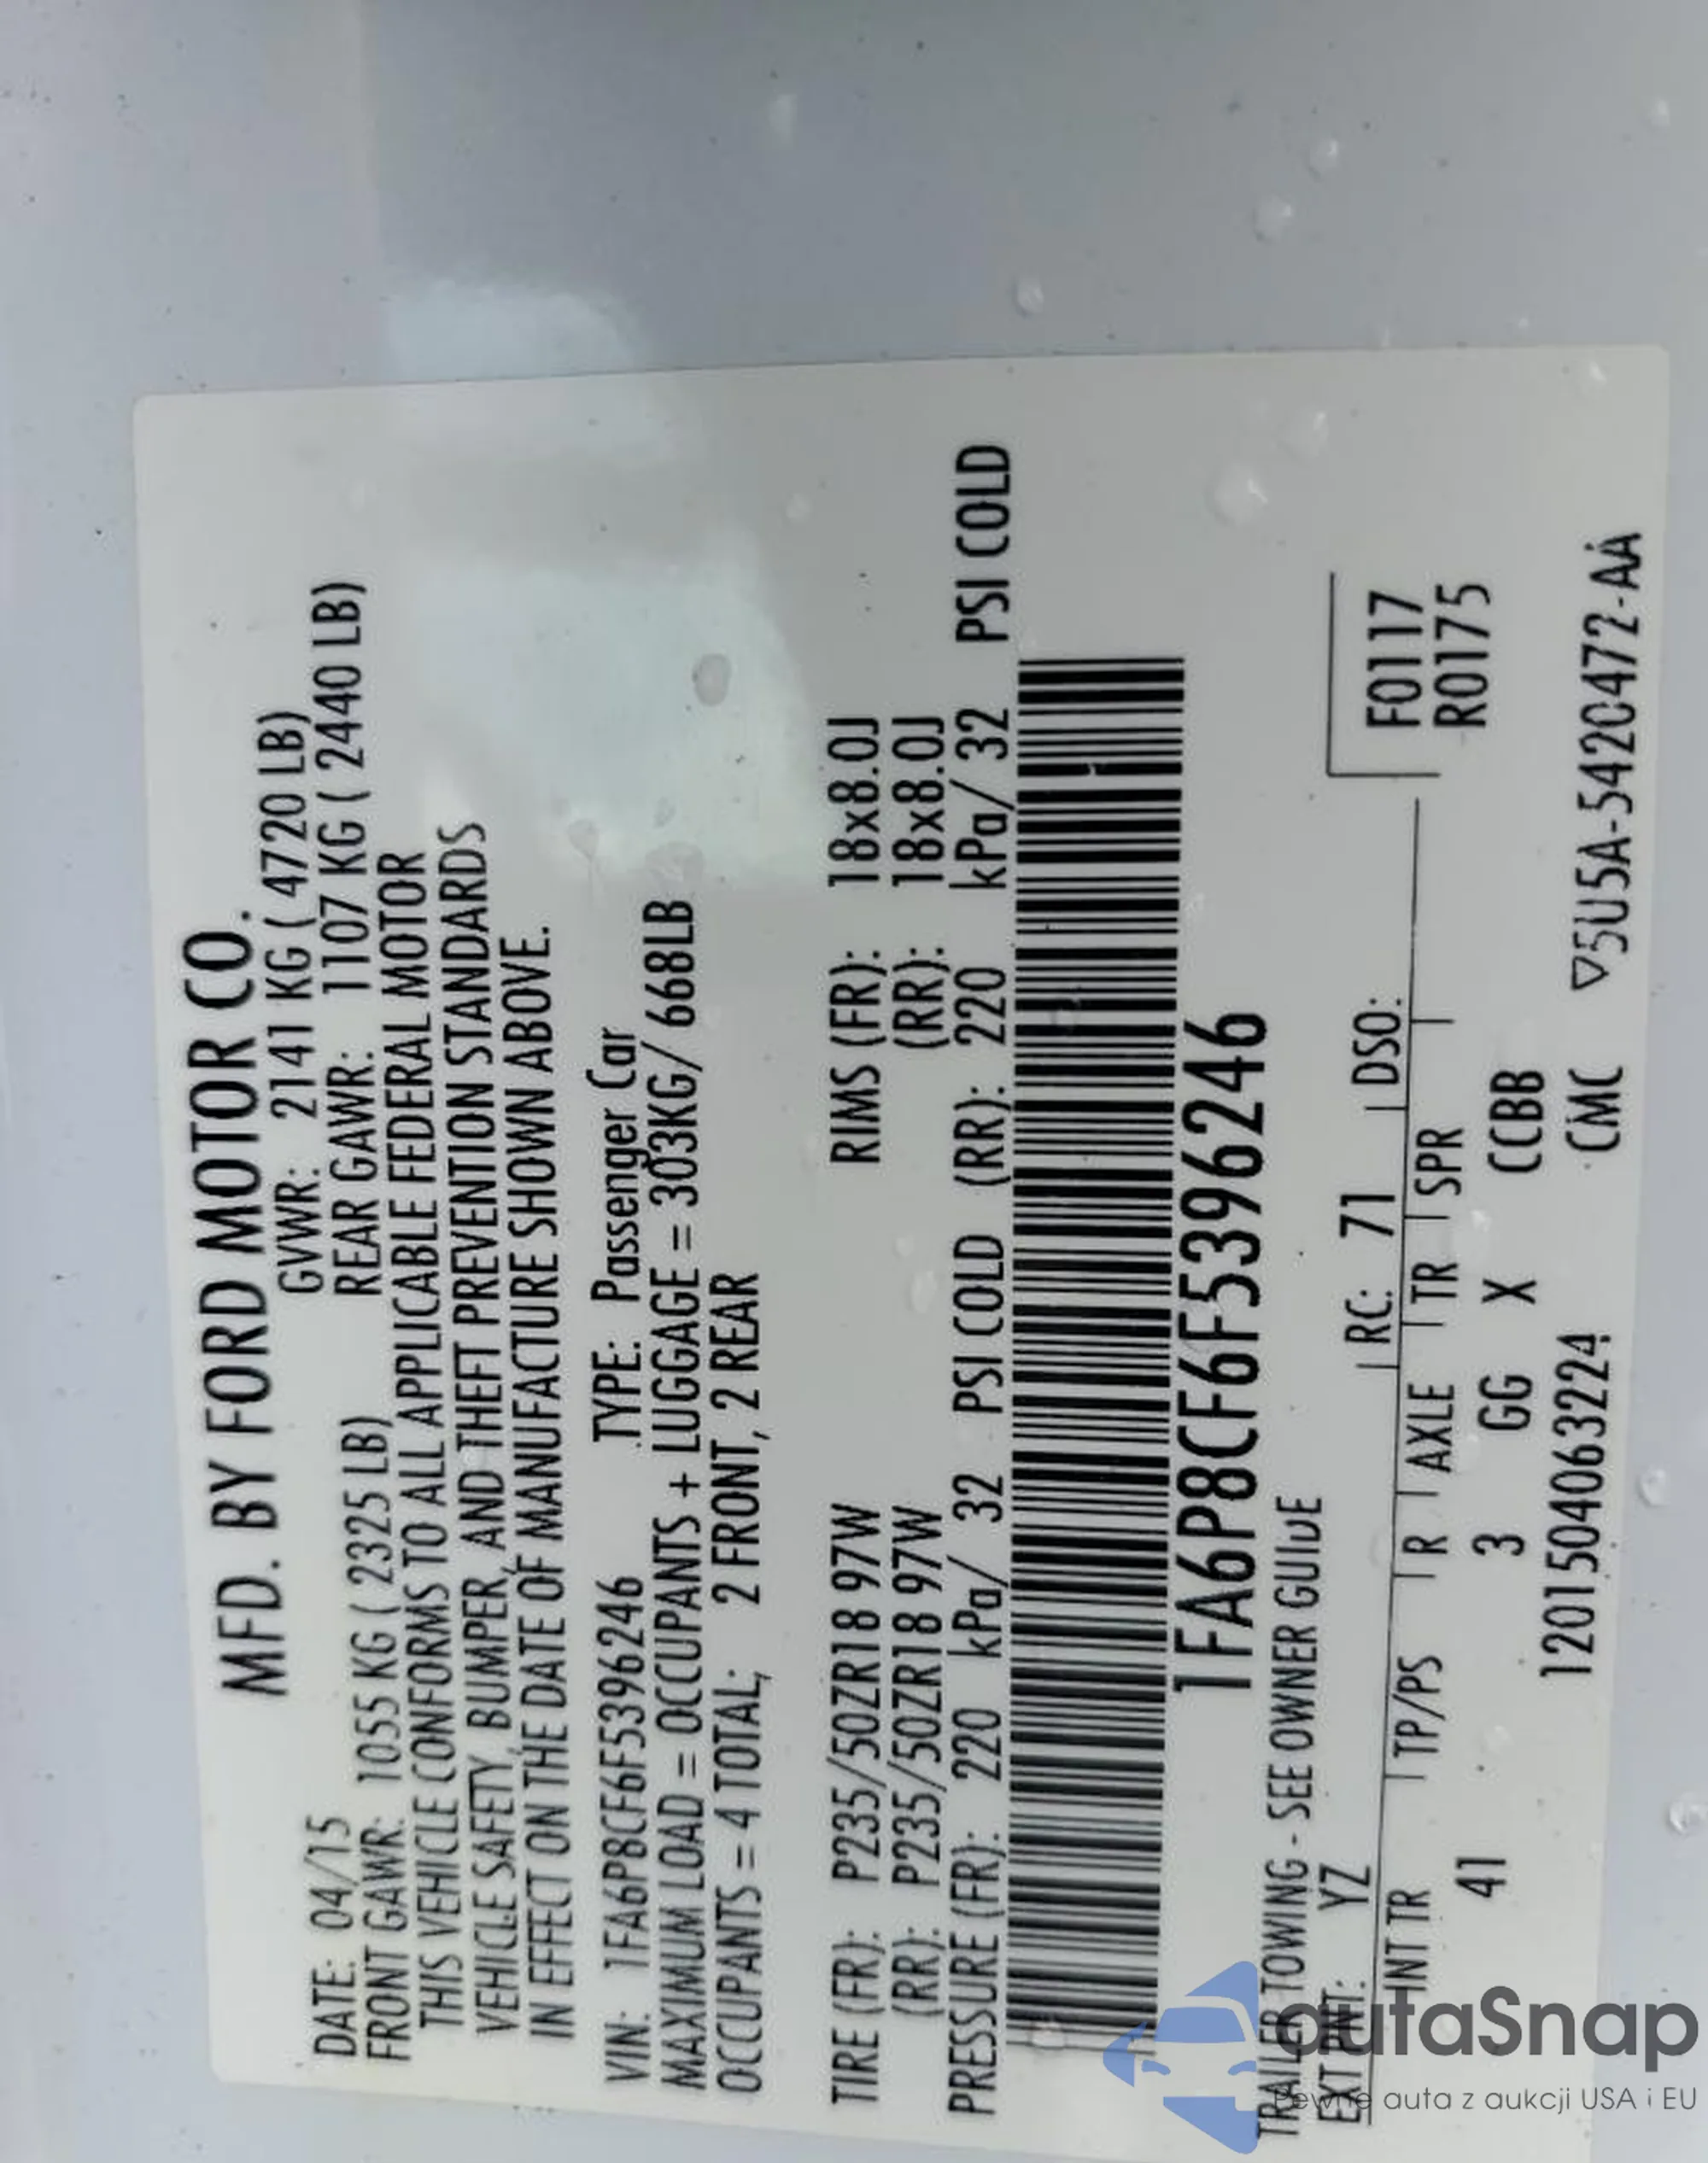 MFD. BY FORD MOTOR CO.
DATE: 04/15 GVWR: 2141 KG ( 4720 LB)
FRONT GAWR: 1055 KG ( 2325 LB) REAR GAWR: 1107 KG ( 2440 LB)
THIS VEHICLE CONFORMS TO ALL APPLICABLE FEDERAL MOTOR
VEHICLE SAFETY, BUMPER, AND THEFT PREVENTION STANDARDS
IN EFFECT ON THE DATE OF MANUFACTURE SHOWN ABOVE.
VIN: 1FA6P8CF6F5396246 TYPE: Passenger Car
MAXIMUM LOAD = OCCUPANTS + LUGGAGE = 303KG/ 668LB
OCCUPANTS = 4 TOTAL; 2 FRONT, 2 REAR
TIRE (FR): P235/50ZR18 97W RIMS (FR): 18x8.0J
(RR): P235/50ZR18 97W (RR): 18x8.0J
PRESSURE (FR): 220 kPa/ 32 PSI COLD (RR): 220 kPa/ 32 PSI COLD
1FA6P8CF6F5396246
TRAILER TOWING - SEE OWNER GUIDE
EXT PNT: YZ RC: 71 DSO:
INT TR TP/PS R AXLE TR SPR
F0117
R0175
41 3 GG X CCBB
1201504063224 CMC ▽5U5A-5420472-AA
autaSnap
Pewne auta z aukcji USA i EU